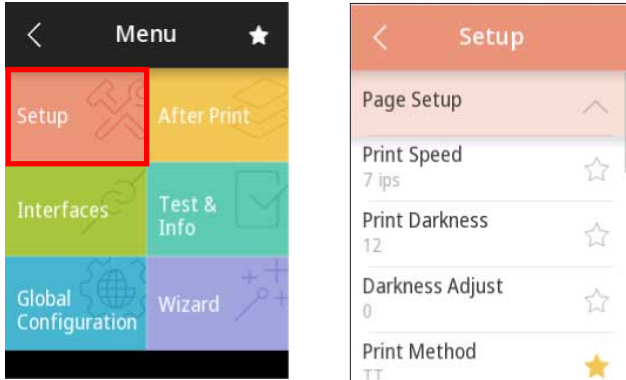 Menu
Setup
After Print
Interfaces
Test &
Info
Global
Configuration
Wizard
Setup
Page Setup
Print Speed
7 ips
Print Darkness
12
Darkness Adjust
0
Print Method
TT